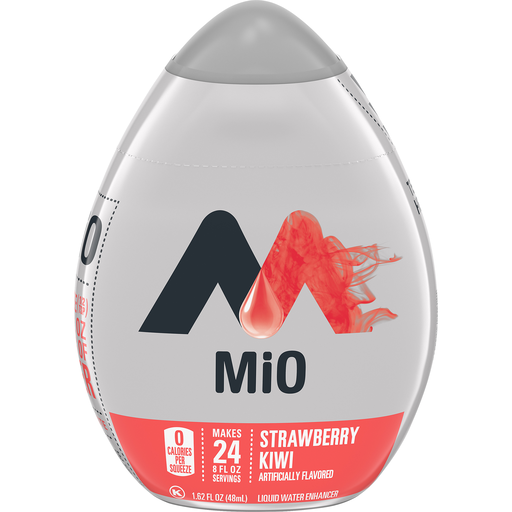 MiO
0
CALORIES
PER
SQUEEZE
MAKES
24
8 FL OZ
SERVINGS
STRAWBERRY
KIWI
ARTIFICIALLY FLAVORED
K
1.62 FL OZ (48mL)
LIQUID WATER ENHANCER